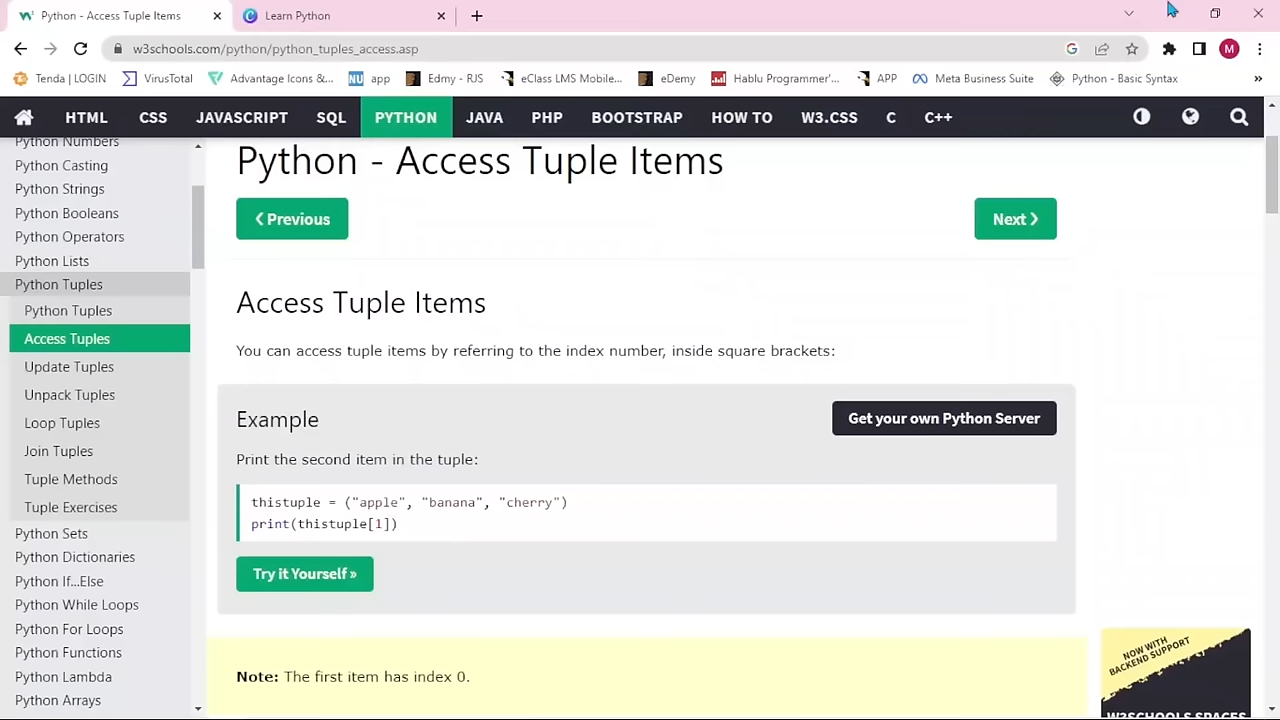 Python - Access Tuple Items
Learn Python
w3schools.com/python/python_tuples_access.asp
M
Tenda | LOGIN
VirusTotal
Advantage Icons &...
NU app
Edmy - RJS
eClass LMS Mobile...
eDemy
Hablu Programmer'...
APP
Meta Business Suite
Python - Basic Syntax
»
HTML CSS JAVASCRIPT SQL PYTHON JAVA PHP BOOTSTRAP HOW TO W3.CSS C C++
Python Numbers
Python Casting
Python Strings
Python Booleans
Python Operators
Python Lists
Python Tuples
Python Tuples
Access Tuples
Update Tuples
Unpack Tuples
Loop Tuples
Join Tuples
Tuple Methods
Tuple Exercises
Python Sets
Python Dictionaries
Python If...Else
Python While Loops
Python For Loops
Python Functions
Python Lambda
Python Arrays
Python - Access Tuple Items
❮ Previous
Next ❯
Access Tuple Items
You can access tuple items by referring to the index number, inside square brackets:
Example
Get your own Python Server
Print the second item in the tuple:
thistuple = ("apple", "banana", "cherry")
print(thistuple[1])
Try it Yourself »
Note: The first item has index 0.
NOW WITH
BACKEND SUPPORT
W3SCHOOLS SPACES